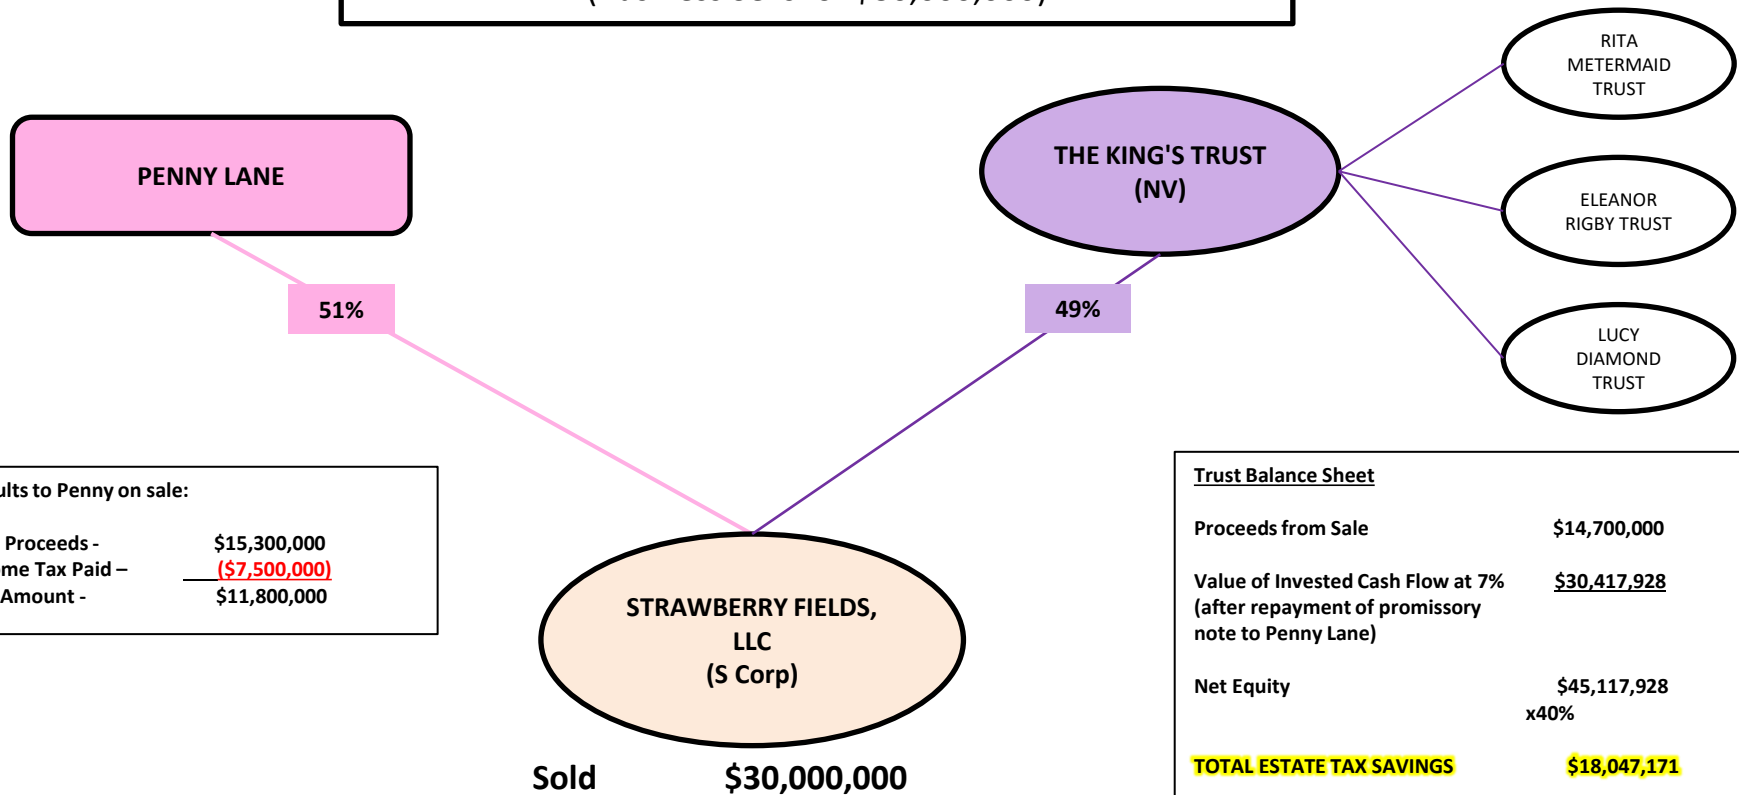 RITA
METERMAID
TRUST
PENNY LANE
THE KING'S TRUST
(NV)
ELEANOR
RIGBY TRUST
51%
49%
LUCY
DIAMOND
TRUST
ults to Penny on sale:
Proceeds - $15,300,000
me Tax Paid – ($7,500,000)
Amount - $11,800,000
STRAWBERRY FIELDS,
LLC
(S Corp)
Sold $30,000,000
Trust Balance Sheet
Proceeds from Sale $14,700,000
Value of Invested Cash Flow at 7% $30,417,928
(after repayment of promissory
note to Penny Lane)
Net Equity $45,117,928
x40%
TOTAL ESTATE TAX SAVINGS $18,047,171